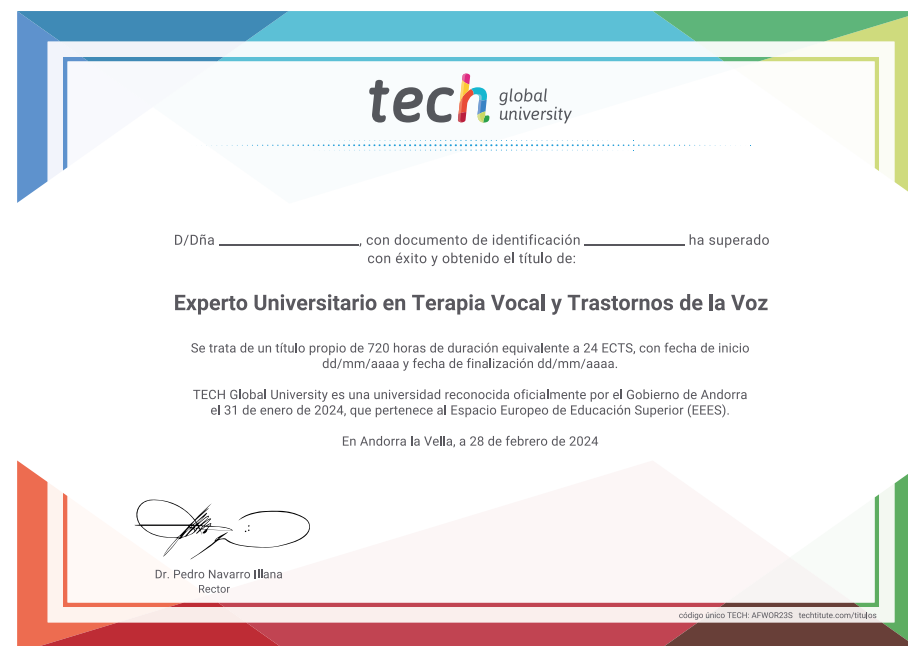 tech global university
D/Dña ____________________, con documento de identificación ______________ ha superado
con éxito y obtenido el título de:
Experto Universitario en Terapia Vocal y Trastornos de la Voz
Se trata de un título propio de 720 horas de duración equivalente a 24 ECTS, con fecha de inicio
dd/mm/aaaa y fecha de finalización dd/mm/aaaa.
TECH Global University es una universidad reconocida oficialmente por el Gobierno de Andorra
el 31 de enero de 2024, que pertenece al Espacio Europeo de Educación Superior (EEES).
En Andorra la Vella, a 28 de febrero de 2024
Dr. Pedro Navarro Illana
Rector
código único TECH: AFWOR23S techtitute.com/titulos